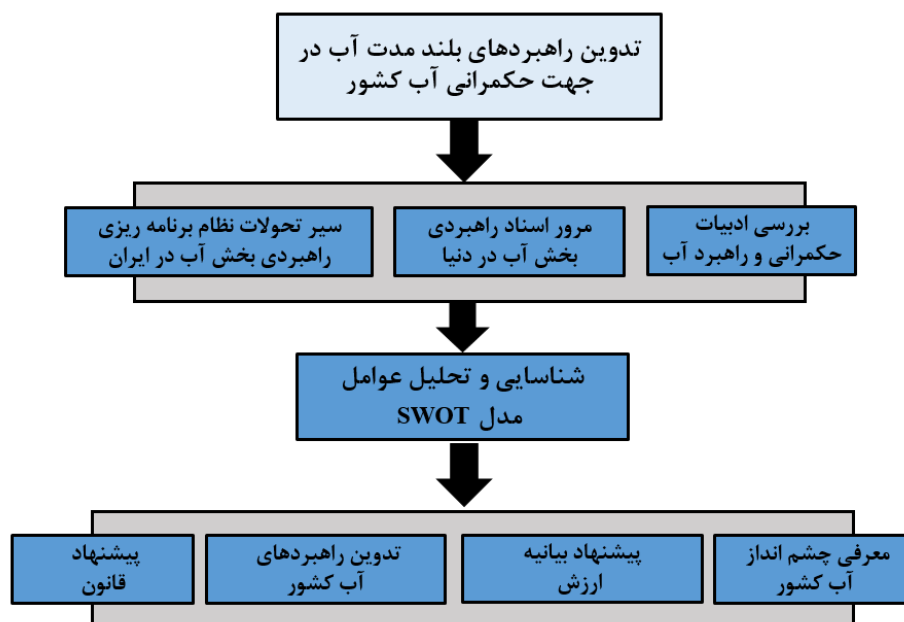 تدوین راهبردهای بلند مدت آب در
جهت حکمرانی آب کشور
بررسی ادبیات
حکمرانی و راهبرد آب
مرور اسناد راهبردی
بخش آب در دنیا
سیر تحولات نظام برنامه ریزی
راهبردی بخش آب در ایران
شناسایی و تحلیل عوامل
مدل SWOT
معرفی چشم انداز
آب کشور
پیشنهاد بیانیه
ارزش
تدوین راهبردهای
آب کشور
پیشنهاد
قانون